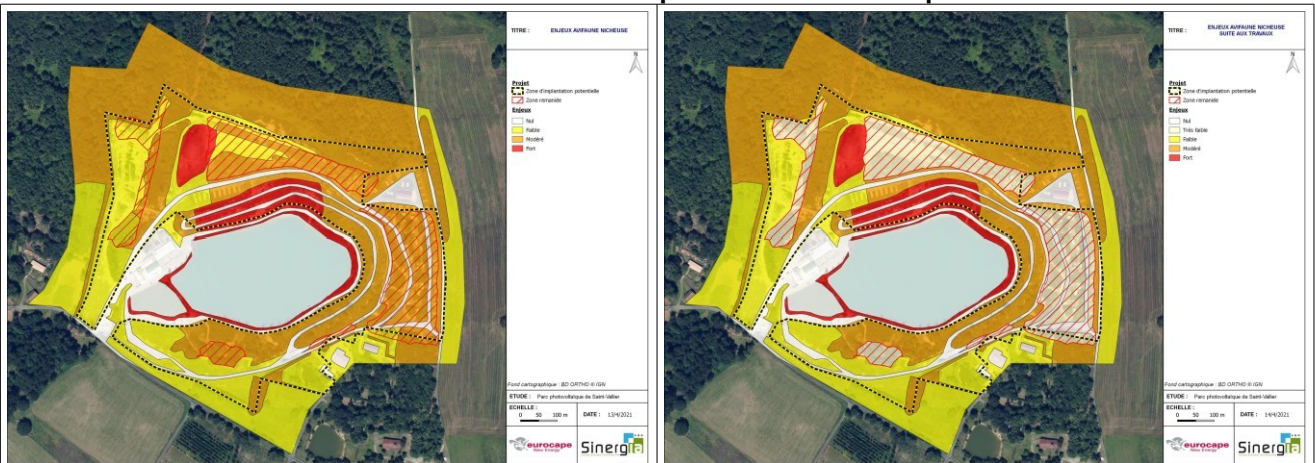 TITRE : ENJEUX AVIFAUNE NICHEUSE
N
Projet
Zone d'implantation potentielle
Zone remaniée
Enjeux
Nul
Faible
Modéré
Fort
Fond cartographique : BD ORTHO ® IGN
ETUDE : Parc photovoltaïque de Saint-Vallier
ECHELLE :
0 50 100 m
DATE : 13/4/2021
eurocape
New Energy
Sinergia
TITRE : ENJEUX AVIFAUNE NICHEUSE
SUITE AUX TRAVAUX
N
Projet
Zone d'implantation potentielle
Zone remaniée
Enjeux
Nul
Très faible
Faible
Modéré
Fort
Fond cartographique : BD ORTHO ® IGN
ETUDE : Parc photovoltaïque de Saint-Vallier
ECHELLE :
0 50 100 m
DATE : 14/4/2021
eurocape
New Energy
Sinergia